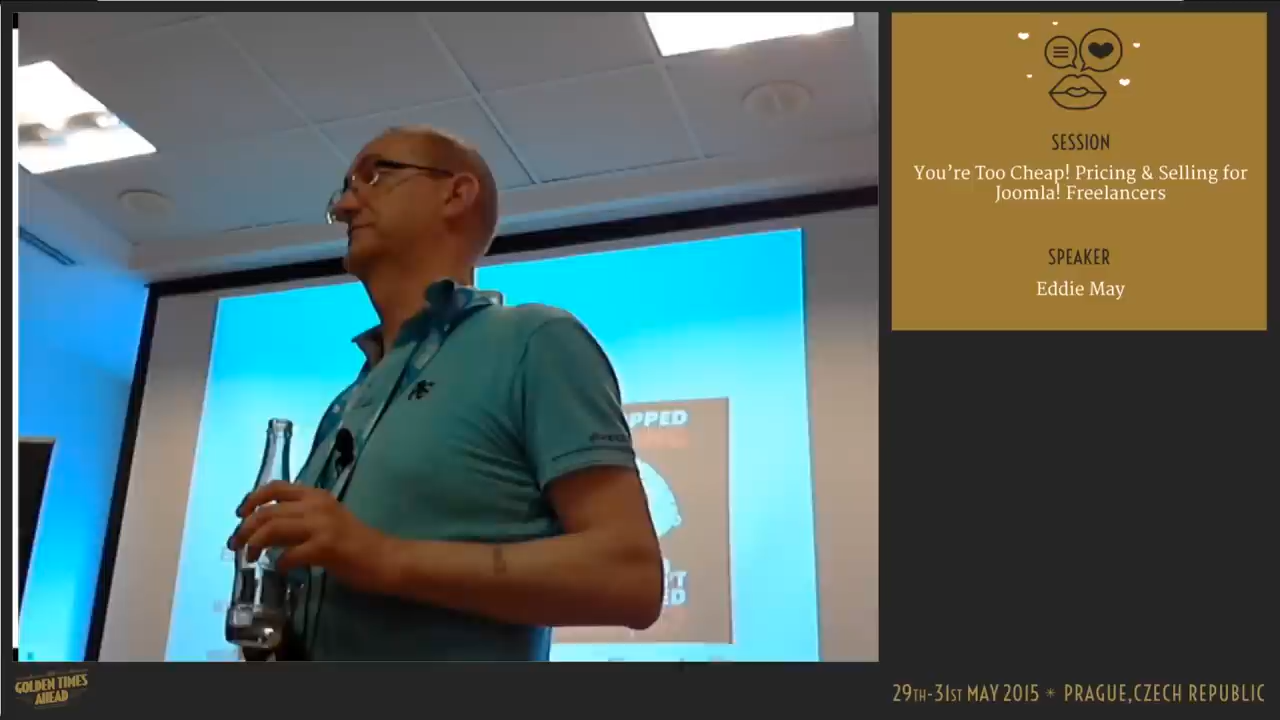 SESSION
You're Too Cheap! Pricing & Selling for
Joomla! Freelancers
SPEAKER
Eddie May
PPED
GOLDEN TIMES
AHEAD
29TH-31ST MAY 2015 * PRAGUE,CZECH REPUBLIC